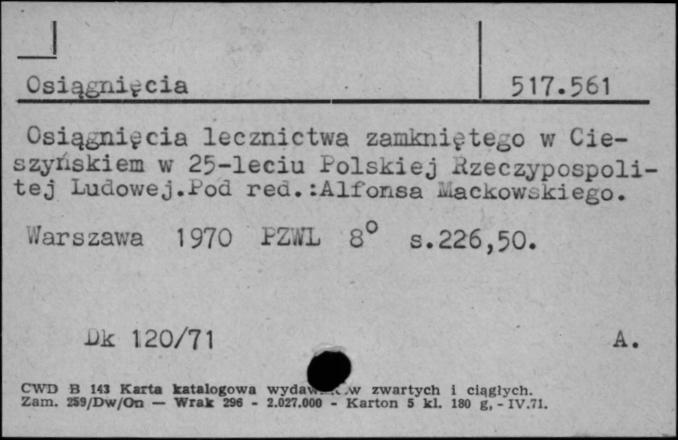 Osiągnięcia 517.561
Osiągnięcia lecznictwa zamkniętego w Cie-
szyńskiem w 25-leciu Polskiej Rzeczypospoli-
tej Ludowej.Pod red.:Alfonsa Mackowskiego.
Warszawa 1970 PZWL 8° s.226,50.
Dk 120/71 A.
CWD B 143 Karta katalogowa zwartych i ciągłych.
Zam. 259/Dw/On — Wrak 296 - 2.027.000 - Karton 5 kl. 180 g, - IV.71.